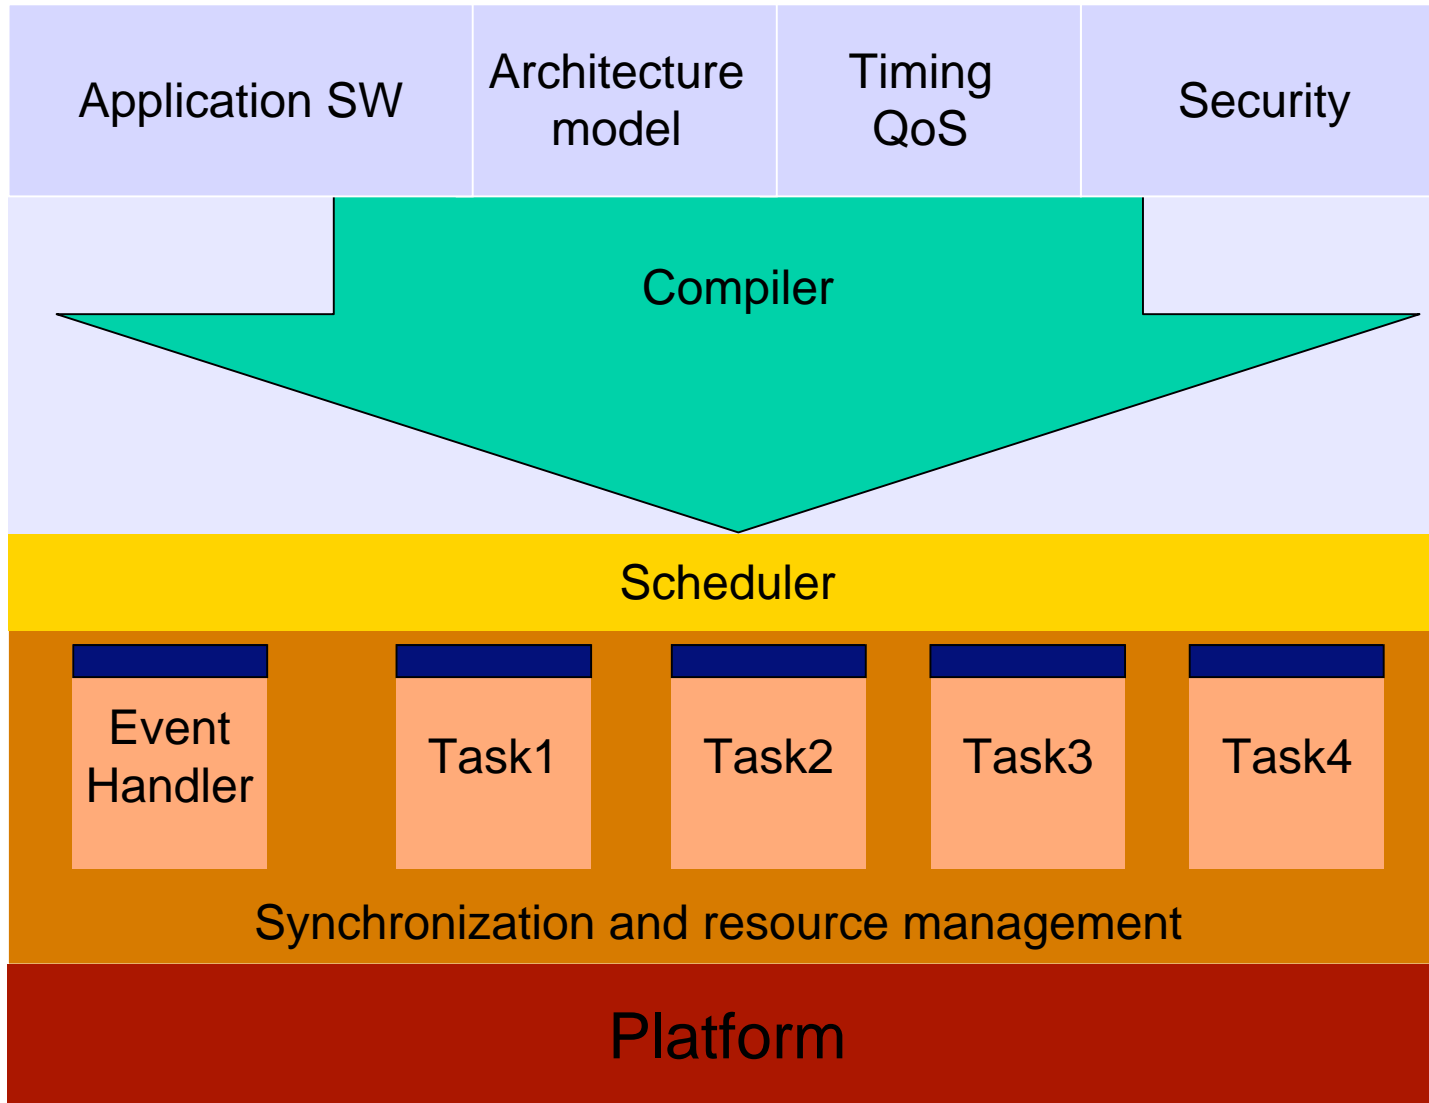 Application SW
Architecture
model
Timing
QoS
Security
Compiler
Scheduler
Event
Handler
Task1
Task2
Task3
Task4
Synchronization and resource management
Platform